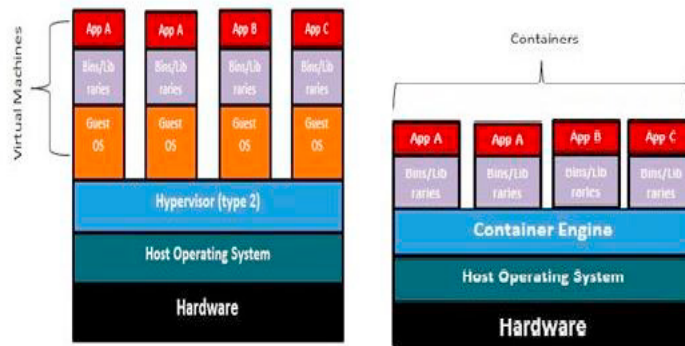 Virtual Machines
App A
App A
App B
App C
Bins/Lib
raries
Bins/Lib
raries
Bins/Lib
raries
Bins/Lib
raries
Guest
OS
Guest
OS
Guest
OS
Guest
OS
Hypervisor (type 2)
Host Operating System
Hardware
Containers
App A
App A
App B
App C
Bins/Lib
raries
Bins/Lib
raries
Bins/Lib
raries
Bins/Lib
raries
Container Engine
Host Operating System
Hardware